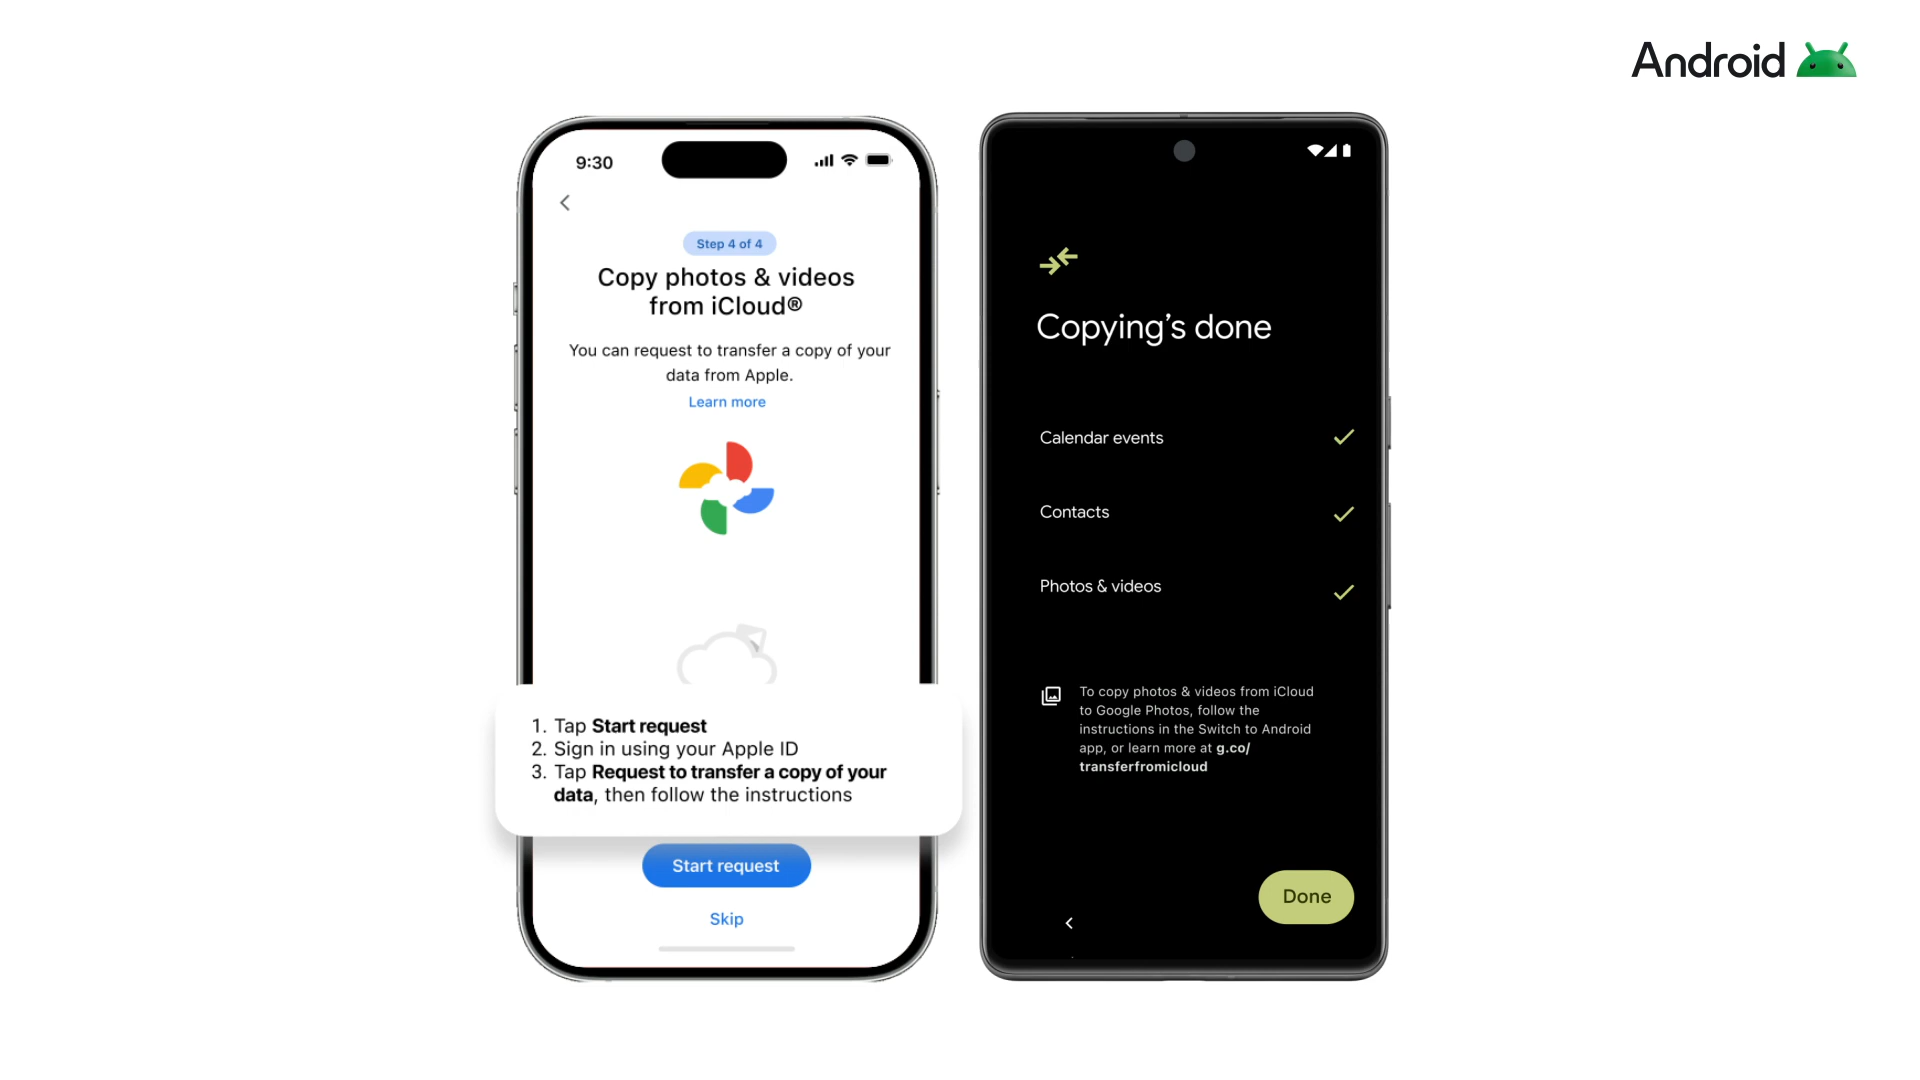 Android
9:30
Step 4 of 4
Copy photos & videos
from iCloud®
You can request to transfer a copy of your
data from Apple.
Learn more
1. Tap Start request
2. Sign in using your Apple ID
3. Tap Request to transfer a copy of your
data, then follow the instructions
Start request
Skip
Copying’s done
Calendar events
Contacts
Photos & videos
To copy photos & videos from iCloud
to Google Photos, follow the
instructions in the Switch to Android
app, or learn more at g.co/
transferfromicloud
Done